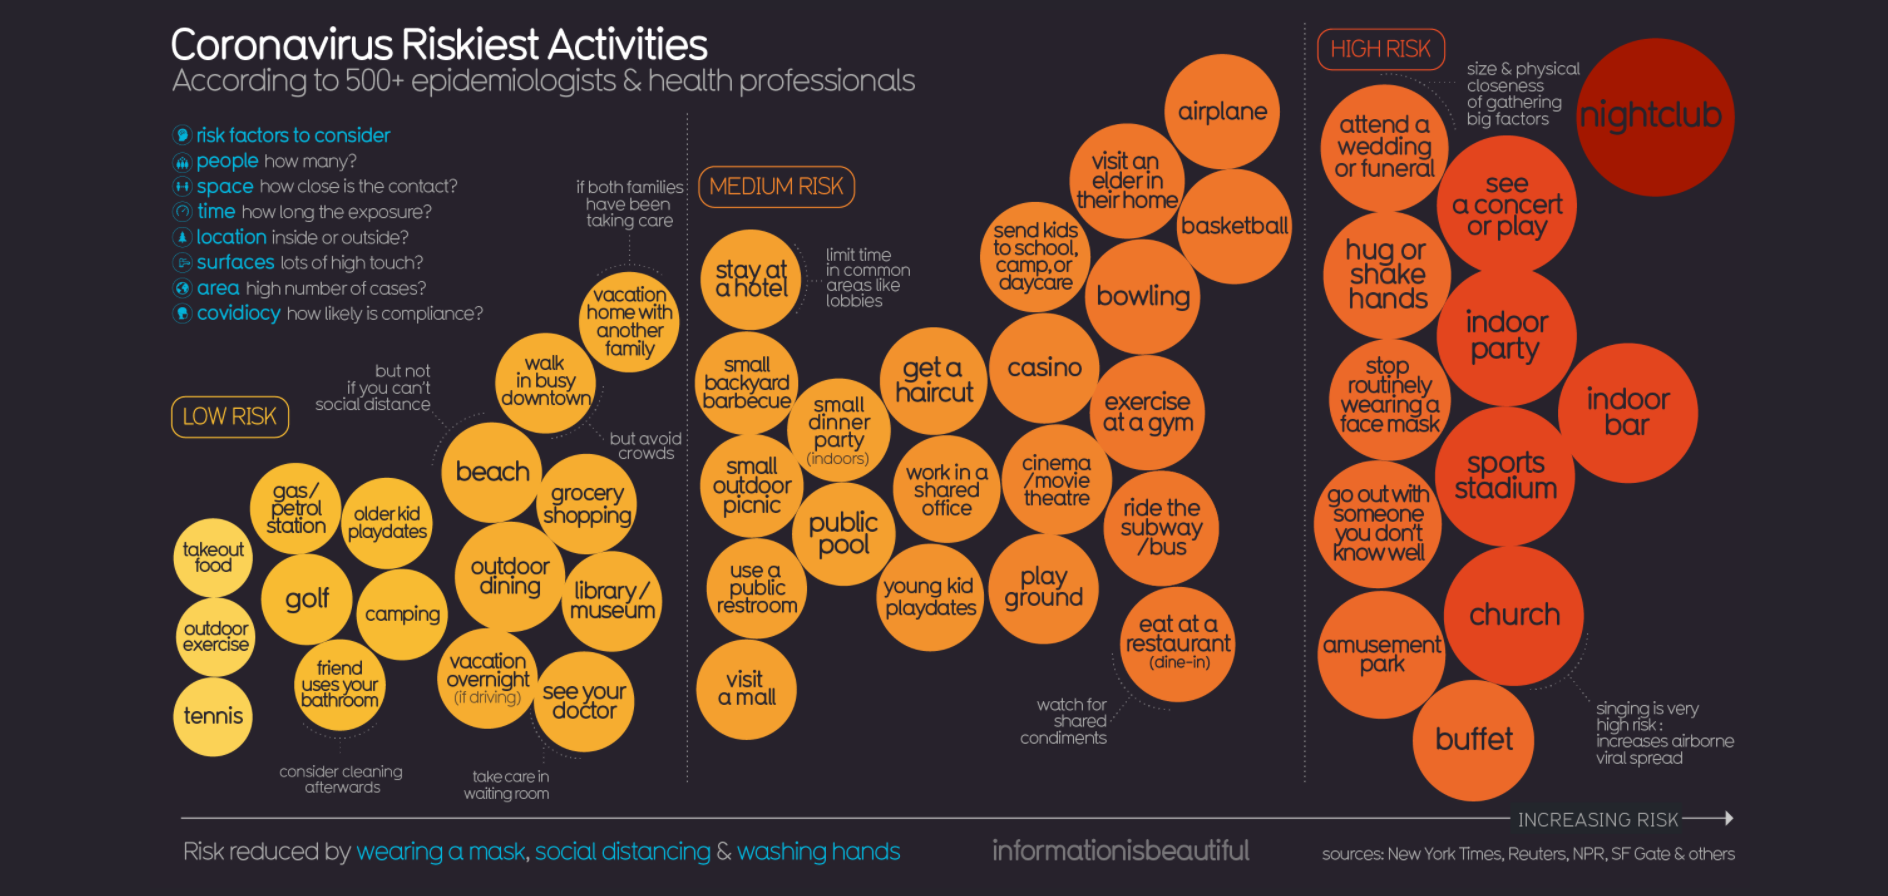 Coronavirus Riskiest Activities
According to 500+ epidemiologists & health professionals
risk factors to consider
people how many?
space how close is the contact?
time how long the exposure?
location inside or outside?
surfaces lots of high touch?
area high number of cases?
covidiocy how likely is compliance?
LOW RISK
takeout
food
outdoor
exercise
tennis
gas/
petrol
station
golf
friend
uses your
bathroom
consider cleaning
afterwards
older kid
playdates
camping
but not
if you can't
social distance
beach
outdoor
dining
vacation
overnight
(if driving)
walk
in busy
downtown
but avoid
crowds
grocery
shopping
library/
museum
see your
doctor
take care in
waiting room
if both families
have been
taking care
vacation
home with
another
family
MEDIUM RISK
stay at
a hotel
limit time
in common
areas like
lobbies
small
backyard
barbecue
small
outdoor
picnic
use a
public
restroom
visit
a mall
small
dinner
party
(indoors)
public
pool
get a
haircut
work in a
shared
office
young kid
playdates
send kids
to school,
camp, or
daycare
casino
cinema
/movie
theatre
play
ground
visit an
elder in
their home
bowling
exercise
at a gym
ride the
subway
/bus
eat at a
restaurant
(dine-in)
watch for
shared
condiments
airplane
basketball
HIGH RISK
size & physical
closeness
of gathering
big factors
attend a
wedding
or funeral
hug or
shake
hands
stop
routinely
wearing a
face mask
go out with
someone
you don't
know well
amusement
park
buffet
see
a concert
or play
indoor
party
sports
stadium
church
singing is very
high risk :
increases airborne
viral spread
indoor
bar
nightclub
INCREASING RISK
Risk reduced by wearing a mask, social distancing & washing hands
informationisbeautiful
sources: New York Times, Reuters, NPR, SF Gate & others